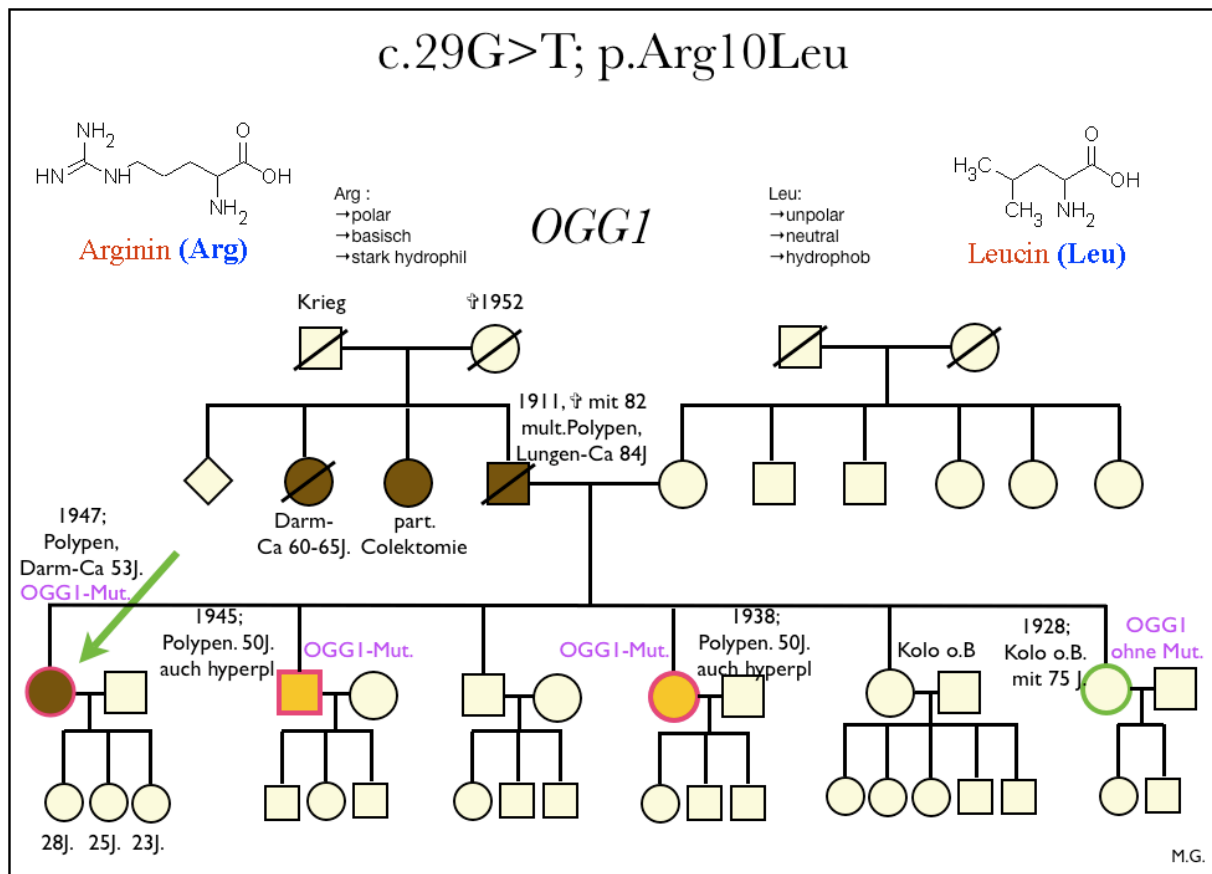 c.29G>T; p.Arg10Leu
NH₂
HN
NH
O
OH
NH₂
Arginin (Arg)
Arg :
→polar
→basisch
→stark hydrophil
OGG1
Leu:
→unpolar
→neutral
→hydrophob
H₃C
CH₃
O
OH
NH₂
Leucin (Leu)
Krieg
✞1952
1911, ✞ mit 82
mult.Polypen,
Lungen-Ca 84J
Darm-
Ca 60-65J.
part.
Colektomie
1947;
Polypen,
Darm-Ca 53J.
OGG1-Mut.
1945;
Polypen. 50J.
auch hyperpl
OGG1-Mut.
OGG1-Mut.
1938;
Polypen. 50J.
auch hyperpl
Kolo o.B
1928;
Kolo o.B.
mit 75 J.
OGG1
ohne Mut.
28J.
25J.
23J.
M.G.